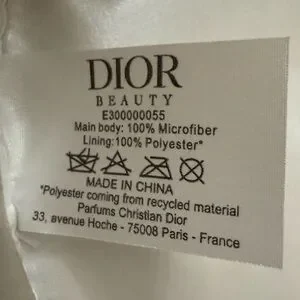 DIOR
BEAUTY
E300000055
Main body: 100% Microfiber
Lining: 100% Polyester*
MADE IN CHINA
*Polyester coming from recycled material
Parfums Christian Dior
33, avenue Hoche - 75008 Paris - France